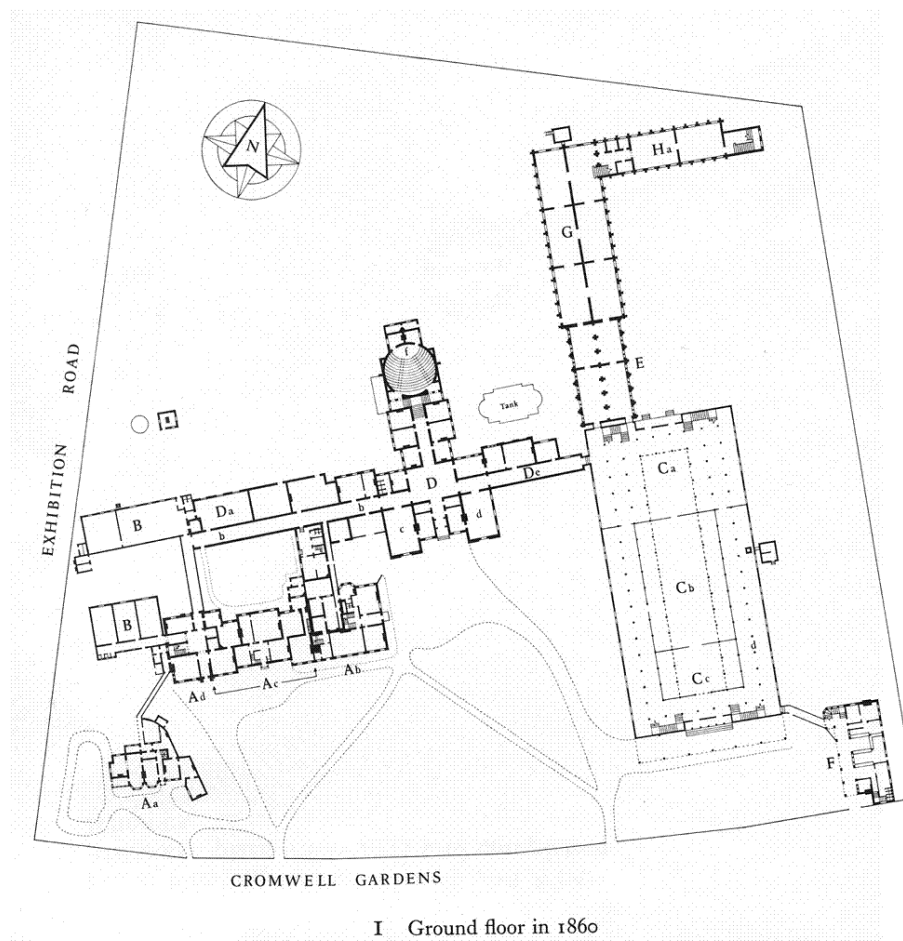 N
Ha
G
EXHIBITION ROAD
f
E
Tank
Ca
D
De
Da
B
b
b
c
d
Cb
B
d
Cc
Ab
Ac
Ad
F
Aa
CROMWELL GARDENS
I Ground floor in 1860